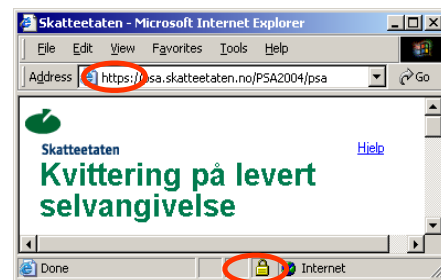 Skatteetaten - Microsoft Internet Explorer
File Edit View Favorites Tools Help
Address https://psa.skatteetaten.no/PSA2004/psa Go
Skatteetaten
Hjelp
Kvittering på levert
selvangivelse
Done Internet